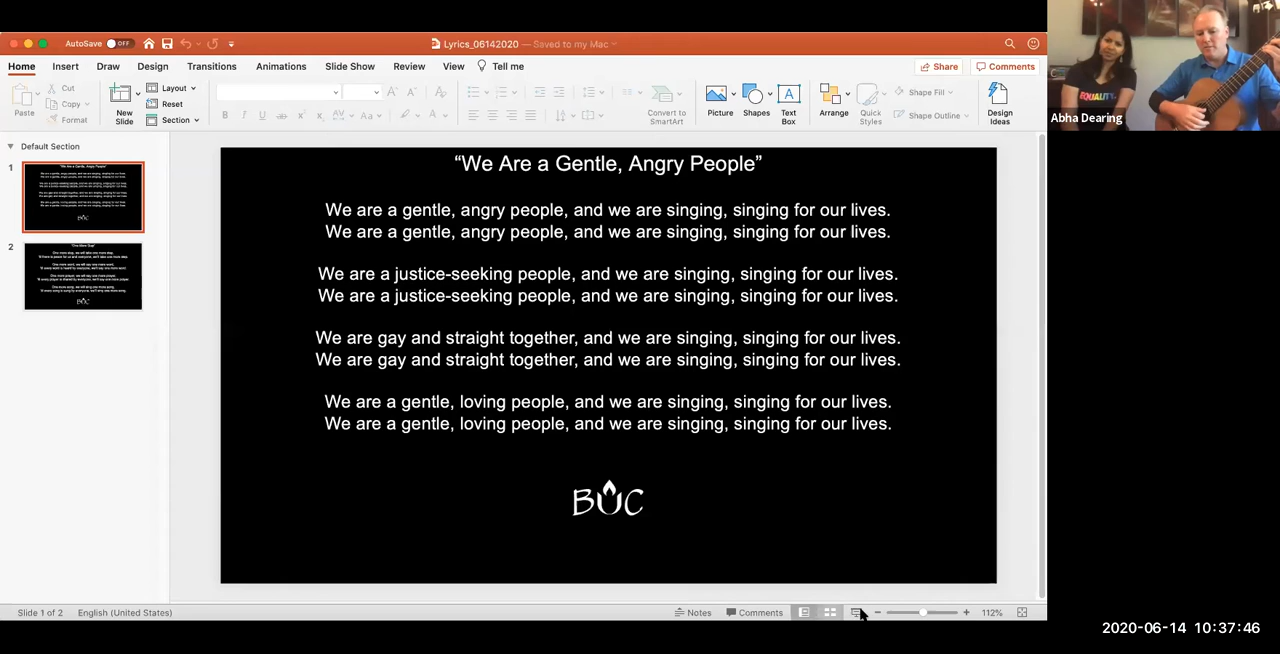 AutoSave OFF
Lyrics_06142020 — Saved to my Mac
Home Insert Draw Design Transitions Animations Slide Show Review View Tell me
Share Comments
Paste
Cut
Copy
Format
New Slide
Layout
Reset
Section
Convert to SmartArt
Picture
Shapes
Text Box
Arrange
Quick Styles
Shape Fill
Shape Outline
Design Ideas
Default Section
1
2
“We Are a Gentle, Angry People”
We are a gentle, angry people, and we are singing, singing for our lives.
We are a gentle, angry people, and we are singing, singing for our lives.
We are a justice-seeking people, and we are singing, singing for our lives.
We are a justice-seeking people, and we are singing, singing for our lives.
We are gay and straight together, and we are singing, singing for our lives.
We are gay and straight together, and we are singing, singing for our lives.
We are a gentle, loving people, and we are singing, singing for our lives.
We are a gentle, loving people, and we are singing, singing for our lives.
BUC
Slide 1 of 2 English (United States)
Notes Comments 112%
EQUALITY
Abha Dearing
2020-06-14 10:37:46